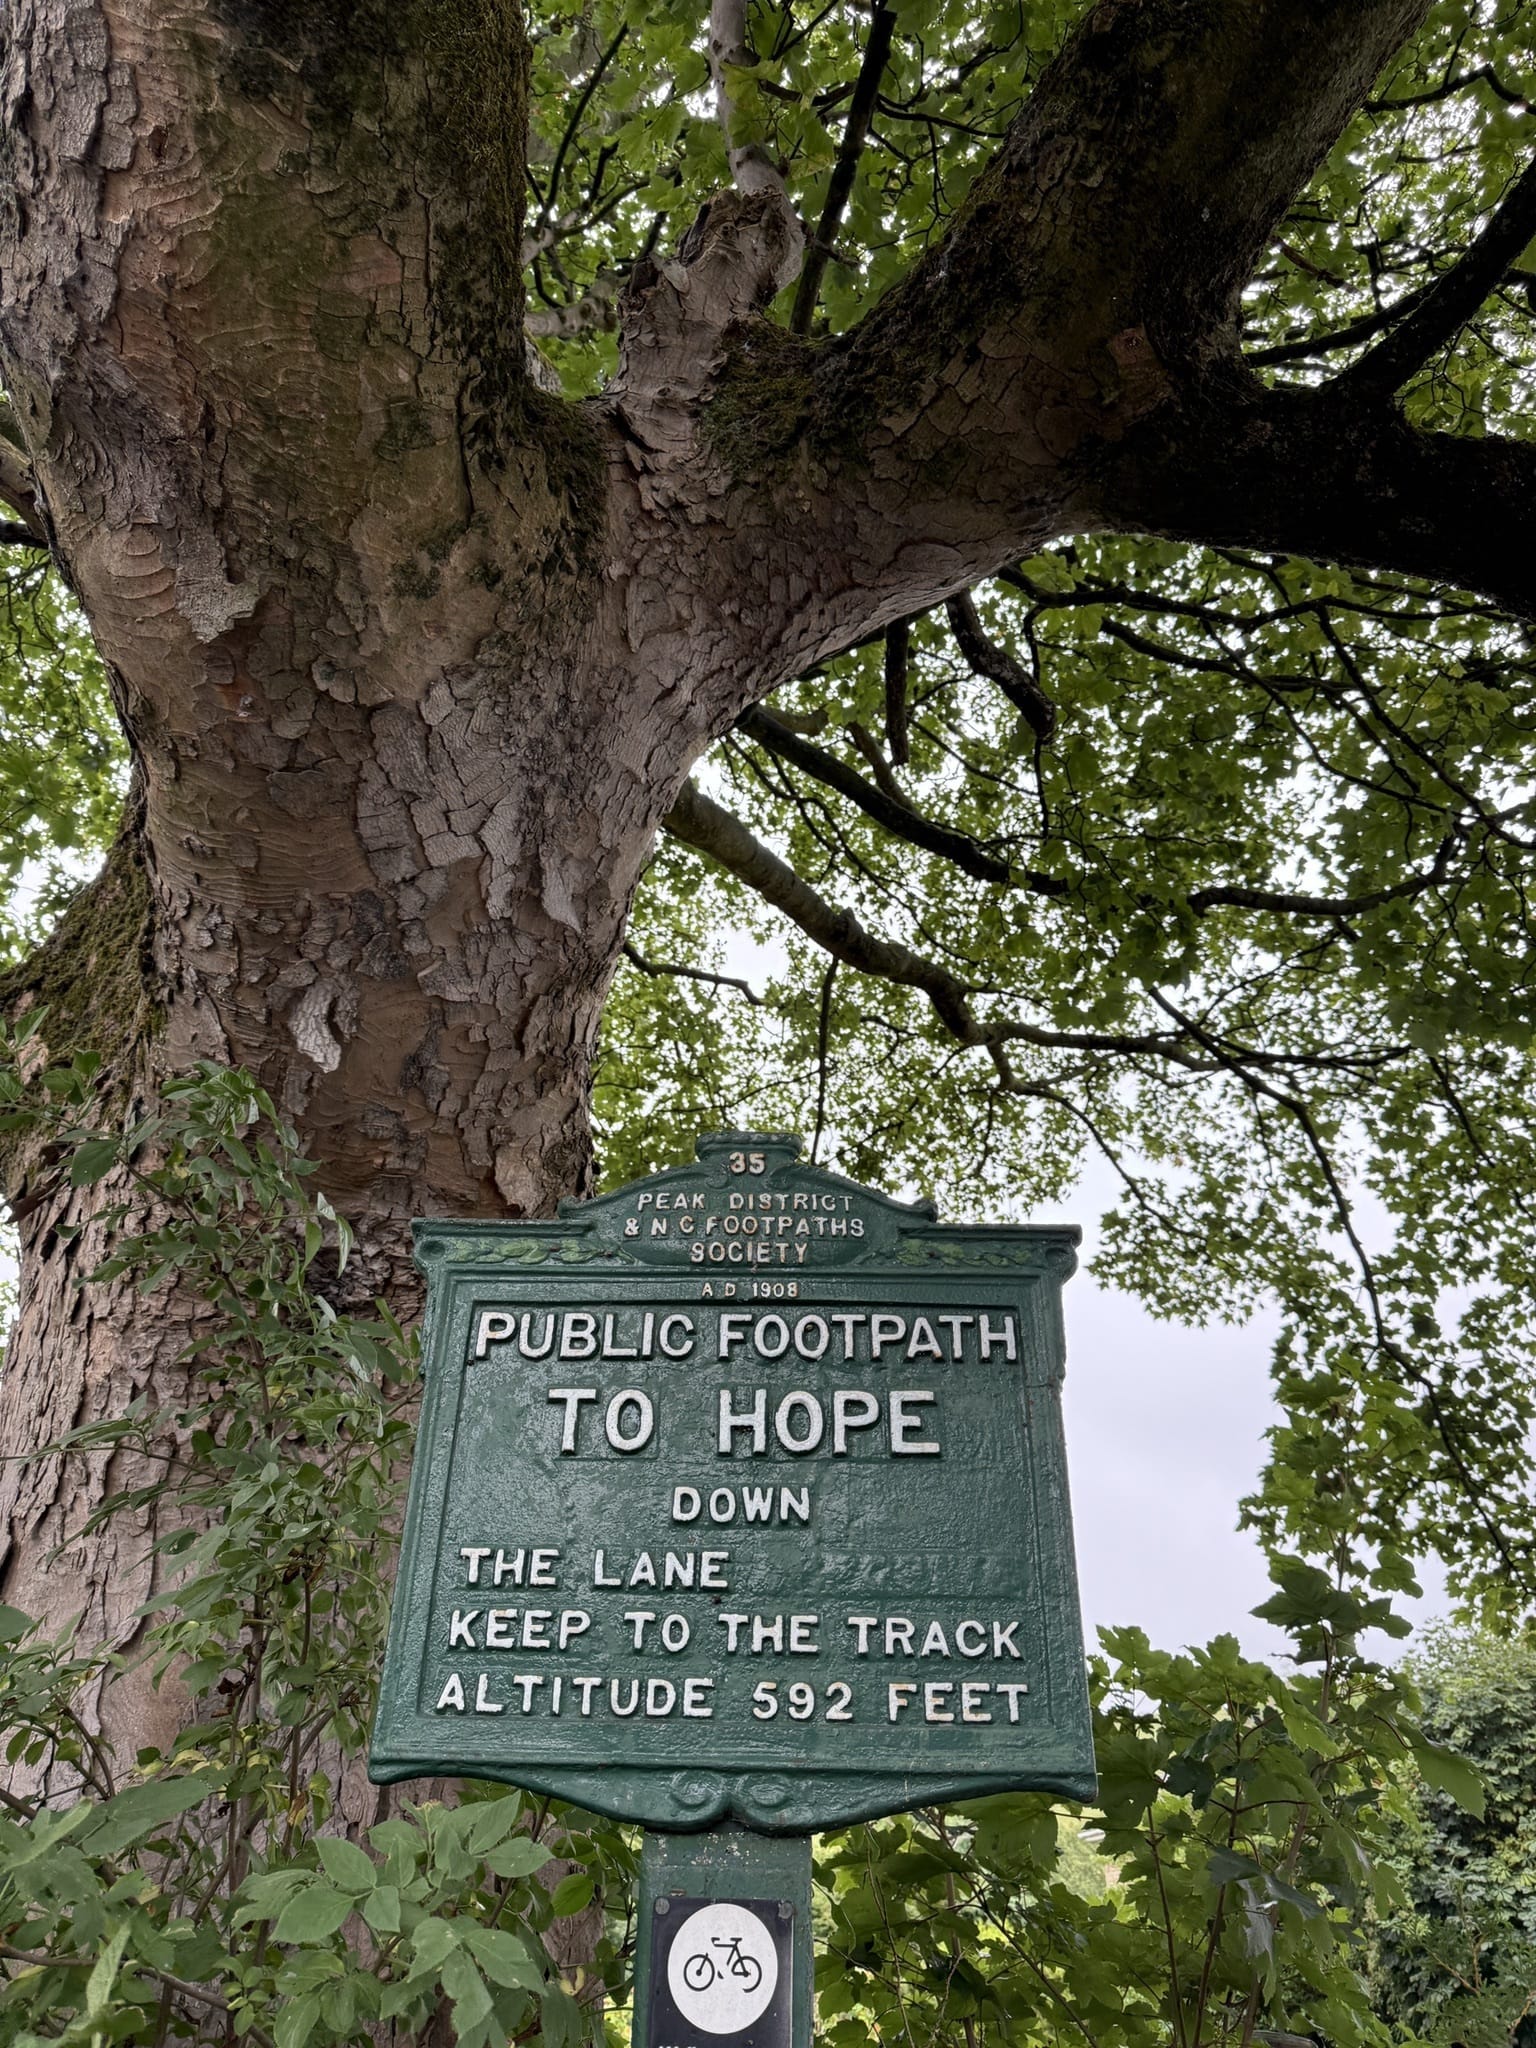 35
PEAK DISTRICT
& N.C FOOTPATHS
SOCIETY
A.D 1908
PUBLIC FOOTPATH
TO HOPE
DOWN
THE LANE
KEEP TO THE TRACK
ALTITUDE 592 FEET